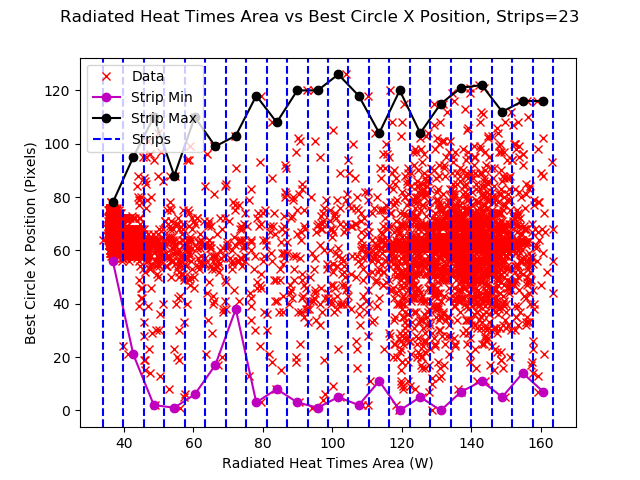 Radiated Heat Times Area vs Best Circle X Position, Strips=23
Data
Strip Min
Strip Max
Strips
Best Circle X Position (Pixels)
120
100
80
60
40
20
0
40 60 80 100 120 140 160
Radiated Heat Times Area (W)